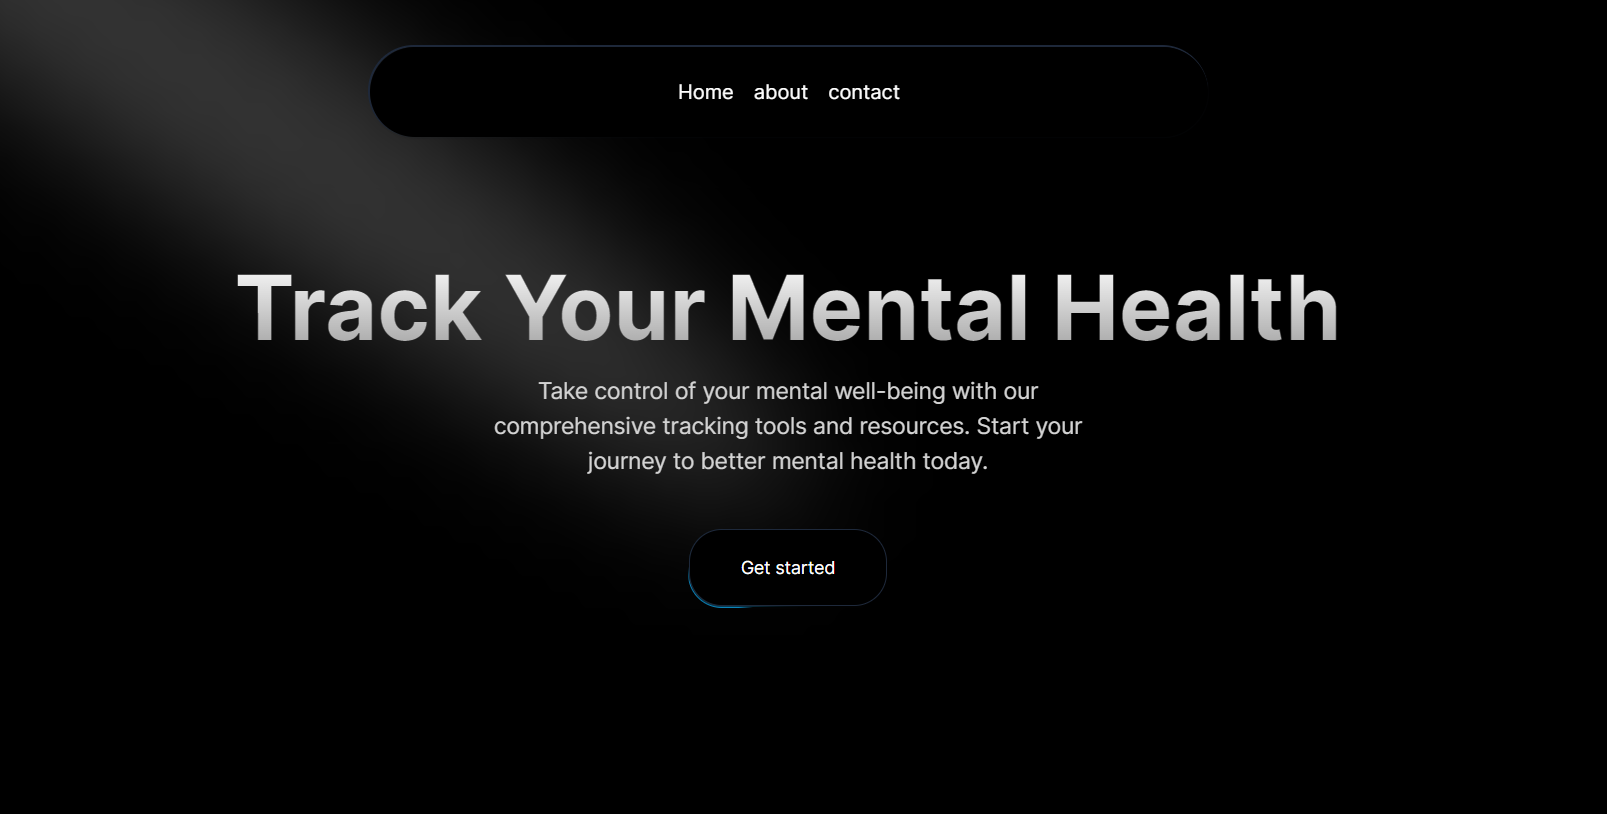 Home about contact
Track Your Mental Health
Take control of your mental well-being with our
comprehensive tracking tools and resources. Start your
journey to better mental health today.
Get started